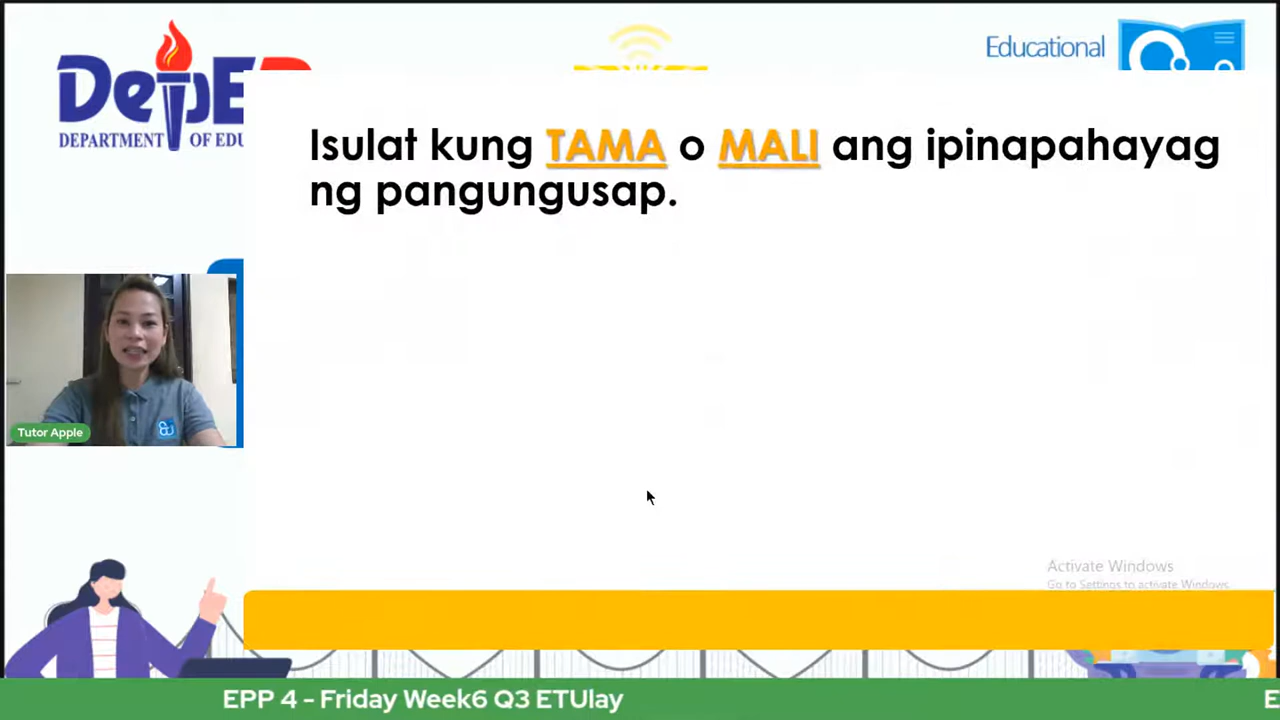 DepE
DEPARTMENT OF EDU
Educational
Isulat kung TAMA o MALI ang ipinapahayag
ng pangungusap.
Tutor Apple
Activate Windows
Go to Settings to activate Windows.
EPP 4 - Friday Week6 Q3 ETUlay
E